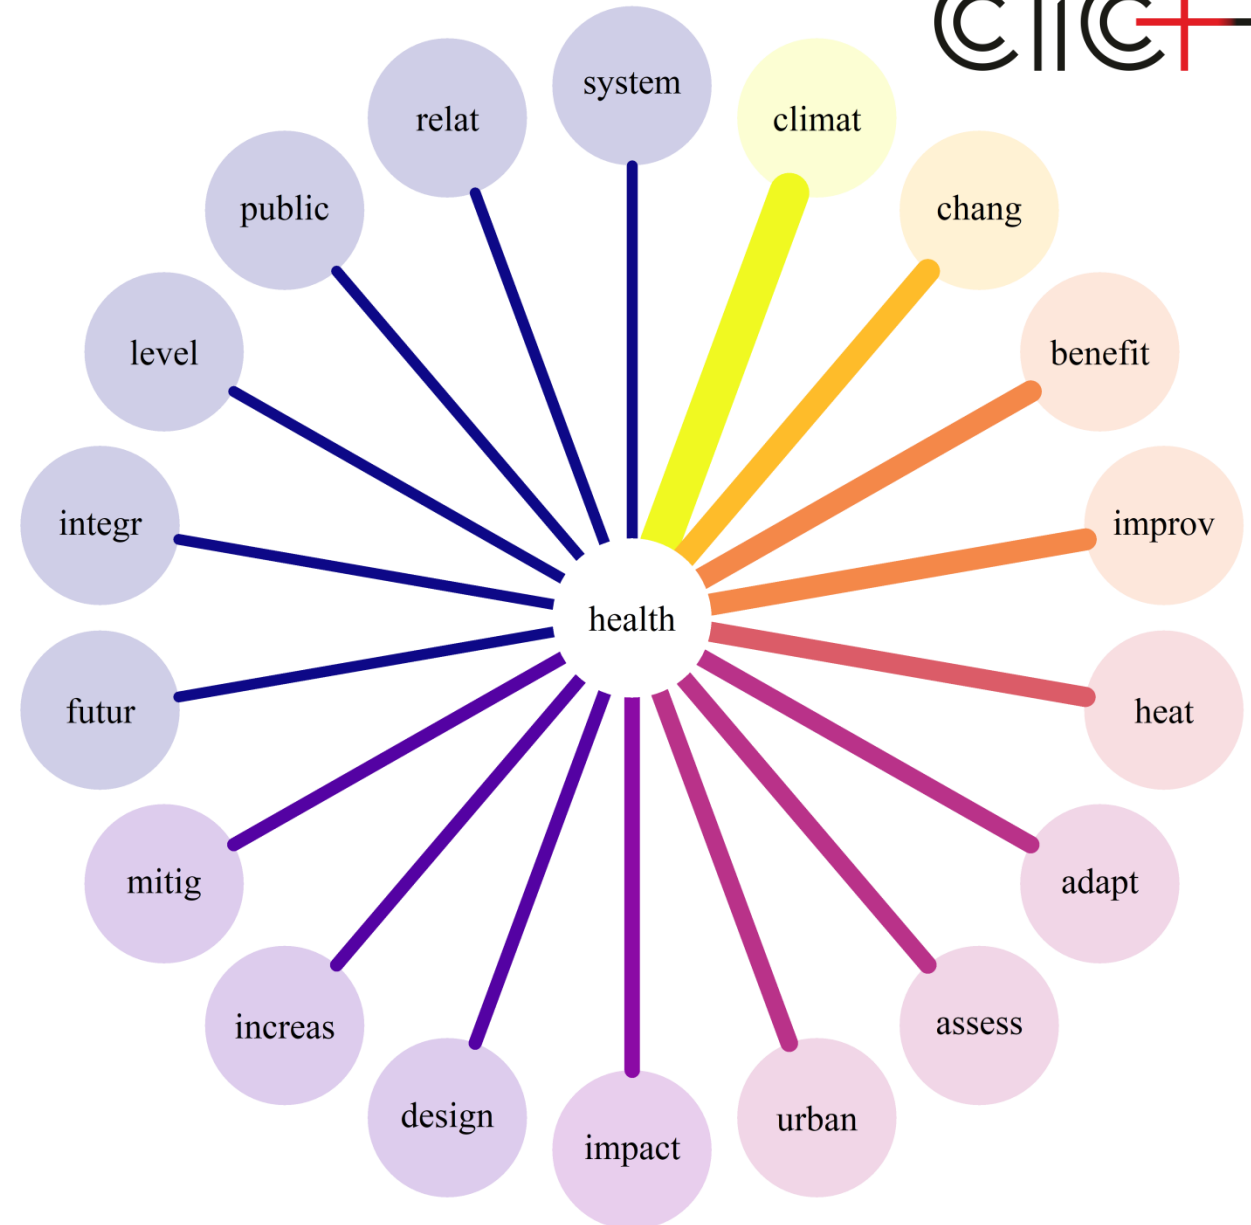 CliC+
system
climat
chang
benefit
improv
heat
adapt
assess
urban
impact
design
increas
mitig
futur
integr
level
public
relat
health